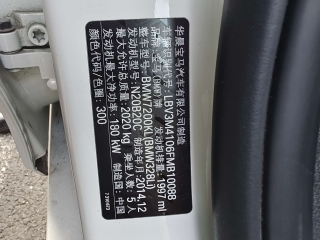 华晨宝马汽车有限公司制造
品牌 宝马(BMW)牌
车辆识别代号 LBV3M4106FMB10088
整车型号 BMW7200KL(BMW328Li)
发动机型号 N20B20C 发动机排量 1997 ml
发动机最大净功率: 180 kW 乘坐人数: 5 人
最大允许总质量: 2020 kg 制造年月: 2014.12
颜色代码/色图: 300 制造国: 中国